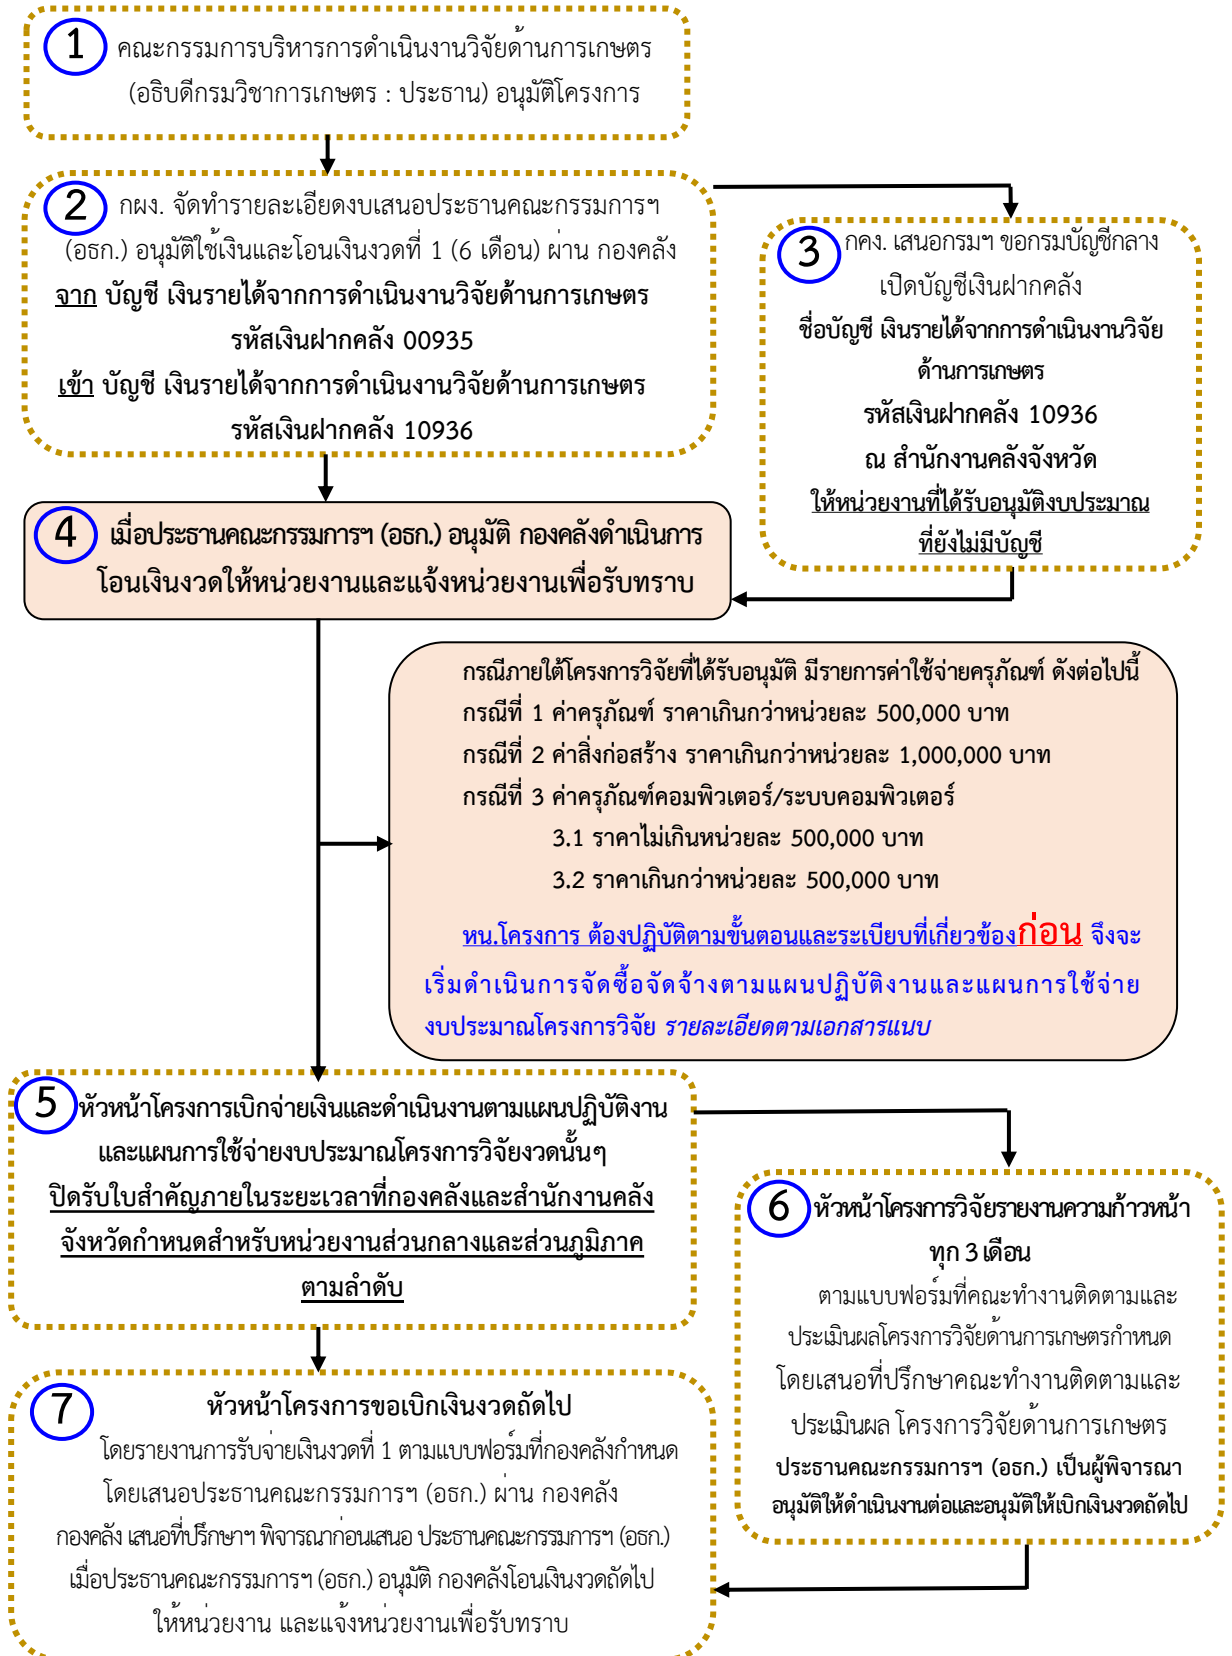 1
คณะกรรมการบริหารการดำเนินงานวิจัยด้านการเกษตร
(อธิบดีกรมวิชาการเกษตร : ประธาน) อนุมัติโครงการ
2
กผง. จัดทำรายละเอียดงบเสนอประธานคณะกรรมการฯ
(อธก.) อนุมัติใช้เงินและโอนเงินงวดที่ 1 (6 เดือน) ผ่าน กองคลัง
จาก บัญชี เงินรายได้จากการดำเนินงานวิจัยด้านการเกษตร
รหัสเงินฝากคลัง 00935
เข้า บัญชี เงินรายได้จากการดำเนินงานวิจัยด้านการเกษตร
รหัสเงินฝากคลัง 10936
3
กคง. เสนอกรมฯ ขอกรมบัญชีกลาง
เปิดบัญชีเงินฝากคลัง
ชื่อบัญชี เงินรายได้จากการดำเนินงานวิจัย
ด้านการเกษตร
รหัสเงินฝากคลัง 10936
ณ สำนักงานคลังจังหวัด
ให้หน่วยงานที่ได้รับอนุมัติงบประมาณ
ที่ยังไม่มีบัญชี
4
เมื่อประธานคณะกรรมการฯ (อธก.) อนุมัติ กองคลังดำเนินการ
โอนเงินงวดให้หน่วยงานและแจ้งหน่วยงานเพื่อรับทราบ
กรณีภายใต้โครงการวิจัยที่ได้รับอนุมัติ มีรายการค่าใช้จ่ายครุภัณฑ์ ดังต่อไปนี้
กรณีที่ 1 ค่าครุภัณฑ์ ราคาเกินกว่าหน่วยละ 500,000 บาท
กรณีที่ 2 ค่าสิ่งก่อสร้าง ราคาเกินกว่าหน่วยละ 1,000,000 บาท
กรณีที่ 3 ค่าครุภัณฑ์คอมพิวเตอร์/ระบบคอมพิวเตอร์
3.1 ราคาไม่เกินหน่วยละ 500,000 บาท
3.2 ราคาเกินกว่าหน่วยละ 500,000 บาท
หน.โครงการ ต้องปฏิบัติตามขั้นตอนและระเบียบที่เกี่ยวข้องก่อน จึงจะ
เริ่มดำเนินการจัดซื้อจัดจ้างตามแผนปฏิบัติงานและแผนการใช้จ่าย
งบประมาณโครงการวิจัย รายละเอียดตามเอกสารแนบ
5
หัวหน้าโครงการเบิกจ่ายเงินและดำเนินงานตามแผนปฏิบัติงาน
และแผนการใช้จ่ายงบประมาณโครงการวิจัยงวดนั้นๆ
ปิดรับใบสำคัญภายในระยะเวลาที่กองคลังและสำนักงานคลัง
จังหวัดกำหนดสำหรับหน่วยงานส่วนกลางและส่วนภูมิภาค
ตามลำดับ
6
หัวหน้าโครงการวิจัยรายงานความก้าวหน้า
ทุก 3 เดือน
ตามแบบฟอร์มที่คณะทำงานติดตามและ
ประเมินผลโครงการวิจัยด้านการเกษตรกำหนด
โดยเสนอที่ปรึกษาคณะทำงานติดตามและ
ประเมินผล โครงการวิจัยด้านการเกษตร
ประธานคณะกรรมการฯ (อธก.) เป็นผู้พิจารณา
อนุมัติให้ดำเนินงานต่อและอนุมัติให้เบิกเงินงวดถัดไป
7
หัวหน้าโครงการขอเบิกเงินงวดถัดไป
โดยรายงานการรับจ่ายเงินงวดที่ 1 ตามแบบฟอร์มที่กองคลังกำหนด
โดยเสนอประธานคณะกรรมการฯ (อธก.) ผ่าน กองคลัง
กองคลัง เสนอที่ปรึกษาฯ พิจารณาก่อนเสนอ ประธานคณะกรรมการฯ (อธก.)
เมื่อประธานคณะกรรมการฯ (อธก.) อนุมัติ กองคลังโอนเงินงวดถัดไป
ให้หน่วยงาน และแจ้งหน่วยงานเพื่อรับทราบ